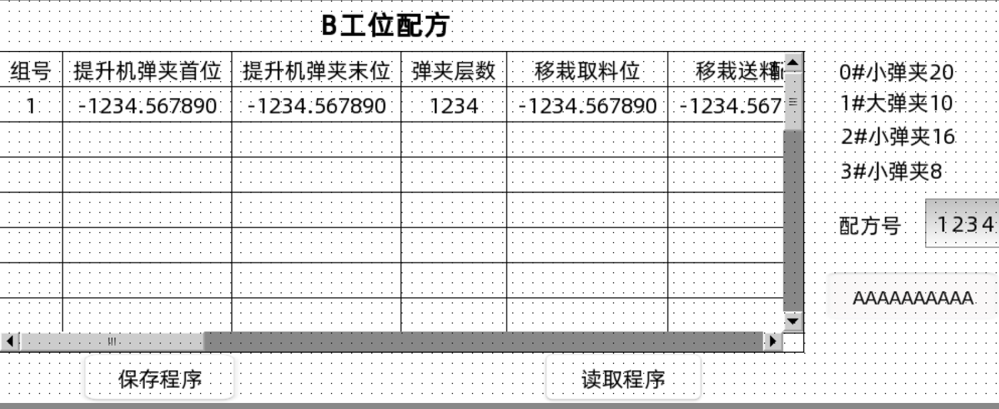 B工位配方
组号 提升机弹夹首位 提升机弹夹末位 弹夹层数 移栽取料位 移栽送料
1 -1234.567890 -1234.567890 1234 -1234.567890 -1234.567
0#小弹夹20
1#大弹夹10
2#小弹夹16
3#小弹夹8
配方号 1234
AAAAAAAAAA
保存程序 读取程序